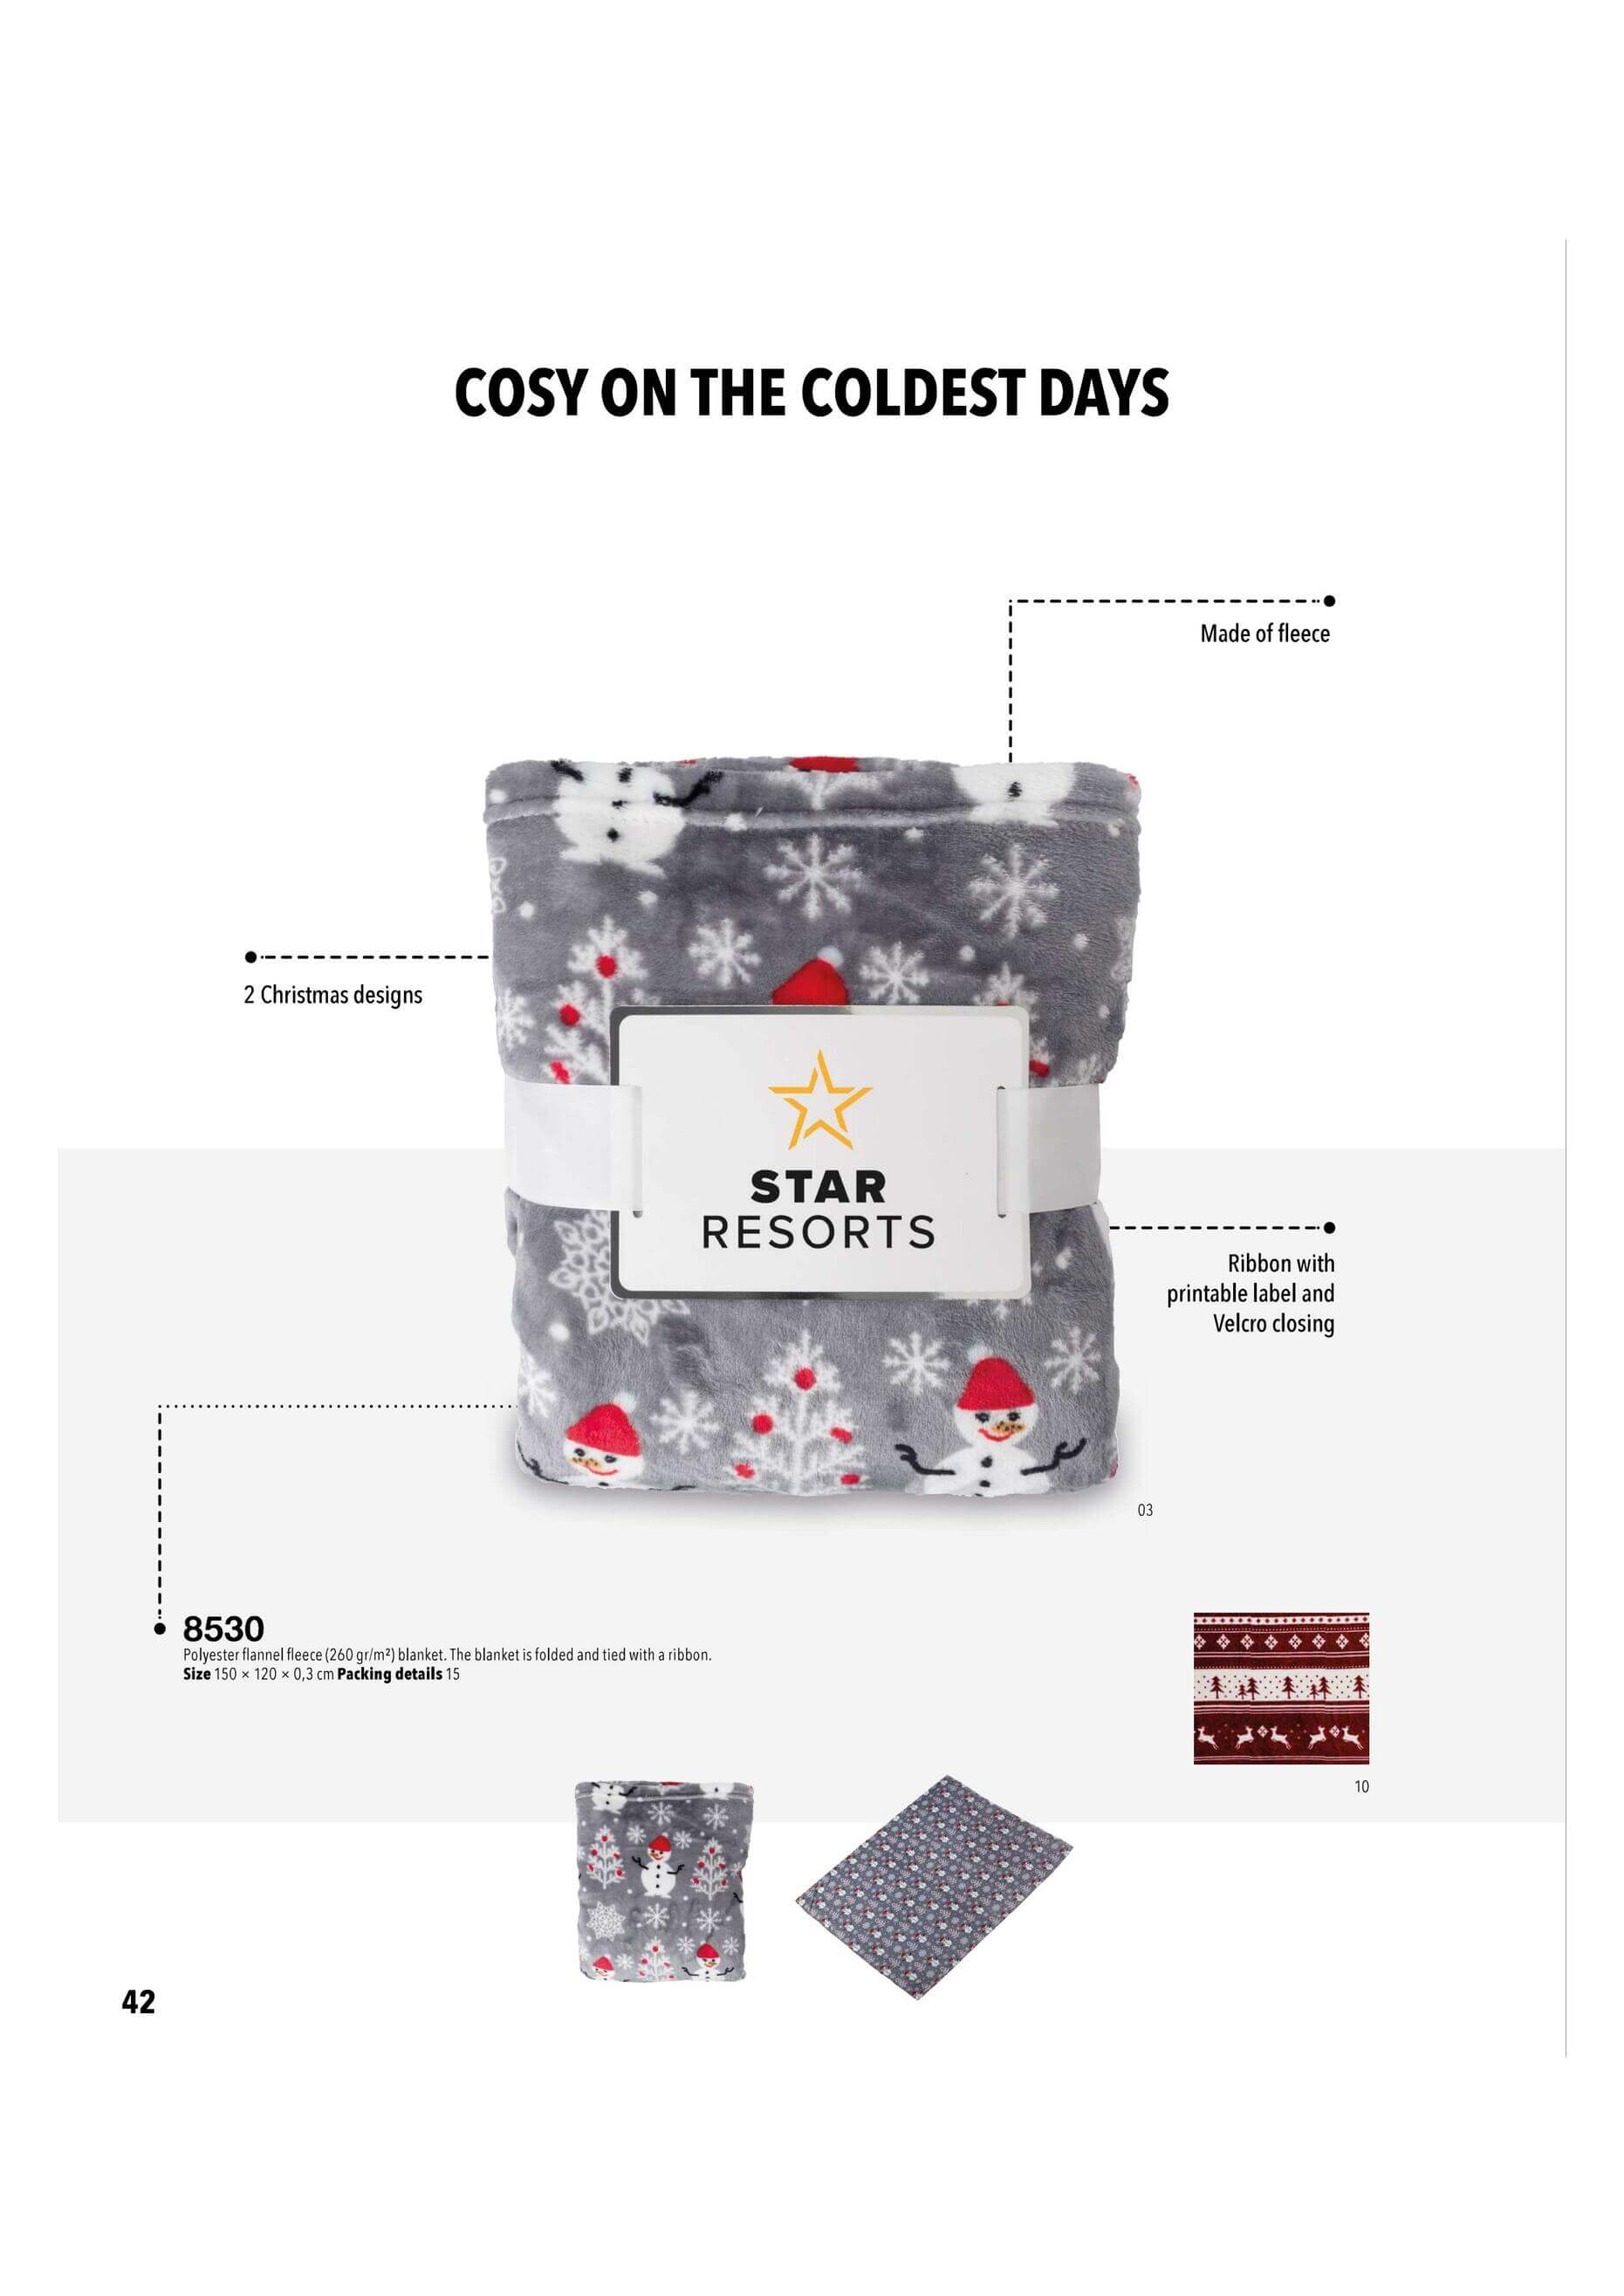 COSY ON THE COLDEST DAYS
Made of fleece
2 Christmas designs
STAR
RESORTS
Ribbon with
printable label and
Velcro closing
03
8530
Polyester flannel fleece (260 gr/m²) blanket. The blanket is folded and tied with a ribbon.
Size 150 × 120 × 0,3 cm Packing details 15
10
42